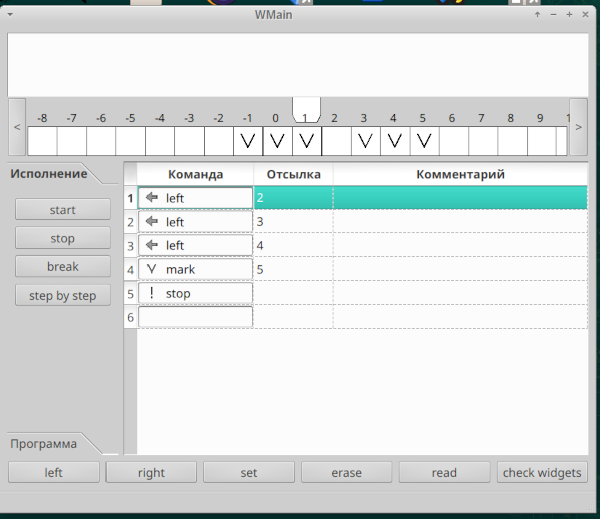 WMain
-8 -7 -6 -5 -4 -3 -2 -1 0 1 2 3 4 5 6 7 8 9 1
< >
V V V V V V
Исполнение
Команда Отсылка Комментарий
1 left 2
2 left 3
3 left 4
4 mark 5
5 ! stop
6
start
stop
break
step by step
Программа
left right set erase read check widgets